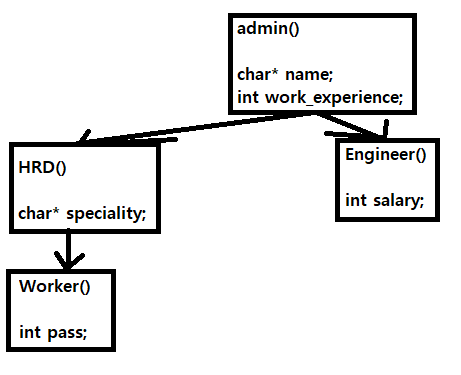 admin()
char* name;
int work_experience;
HRD()
char* speciality;
Engineer()
int salary;
Worker()
int pass;